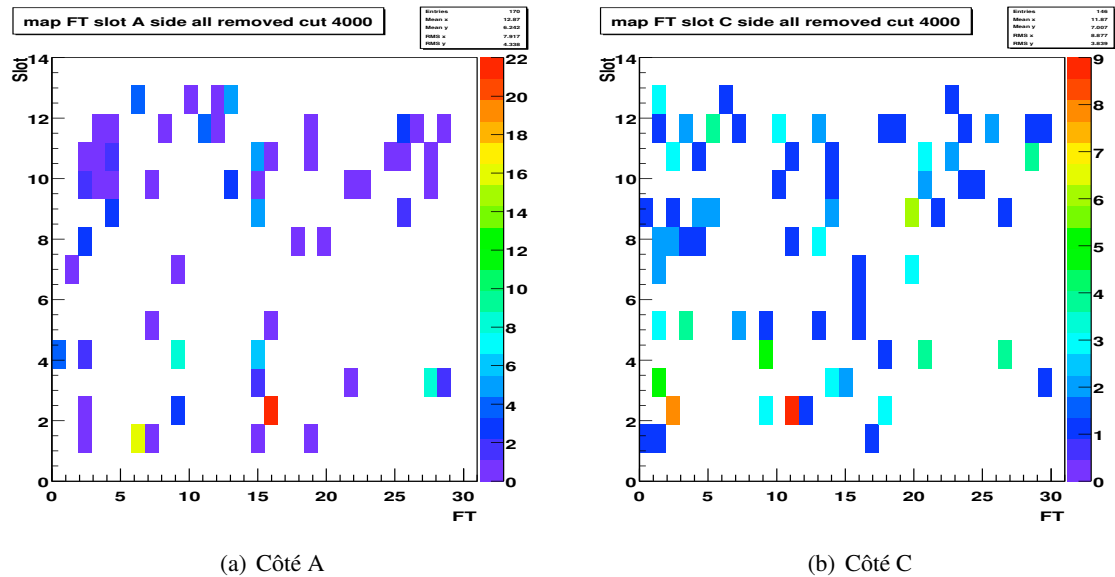 map FT slot A side all removed cut 4000
Entries 170
Mean x 12.87
Mean y 6.242
RMS x 7.917
RMS y 4.338
Slot
14
12
10
8
6
4
2
0
0 5 10 15 20 25 30
FT
22
20
18
16
14
12
10
8
6
4
2
0
(a) Côté A
map FT slot C side all removed cut 4000
Entries 146
Mean x 11.87
Mean y 7.007
RMS x 8.877
RMS y 3.839
Slot
14
12
10
8
6
4
2
0
0 5 10 15 20 25 30
FT
9
8
7
6
5
4
3
2
1
0
(b) Côté C